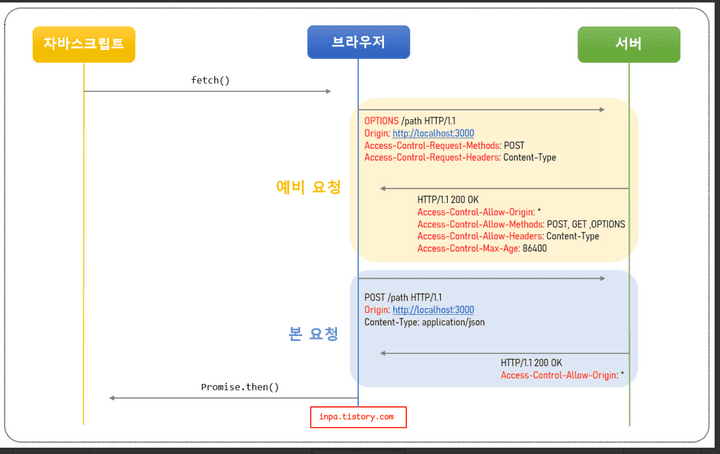 자바스크립트
브라우저
서버
fetch()
OPTIONS /path HTTP/1.1
Origin: http://localhost:3000
Access-Control-Request-Methods: POST
Access-Control-Request-Headers: Content-Type
예비 요청
HTTP/1.1 200 OK
Access-Control-Allow-Origin: *
Access-Control-Allow-Methods: POST, GET ,OPTIONS
Access-Control-Allow-Headers: Content-Type
Access-Control-Max-Age: 86400
POST /path HTTP/1.1
Origin: http://localhost:3000
Content-Type: application/json
본 요청
HTTP/1.1 200 OK
Access-Control-Allow-Origin: *
Promise.then()
inpa.tistory.com